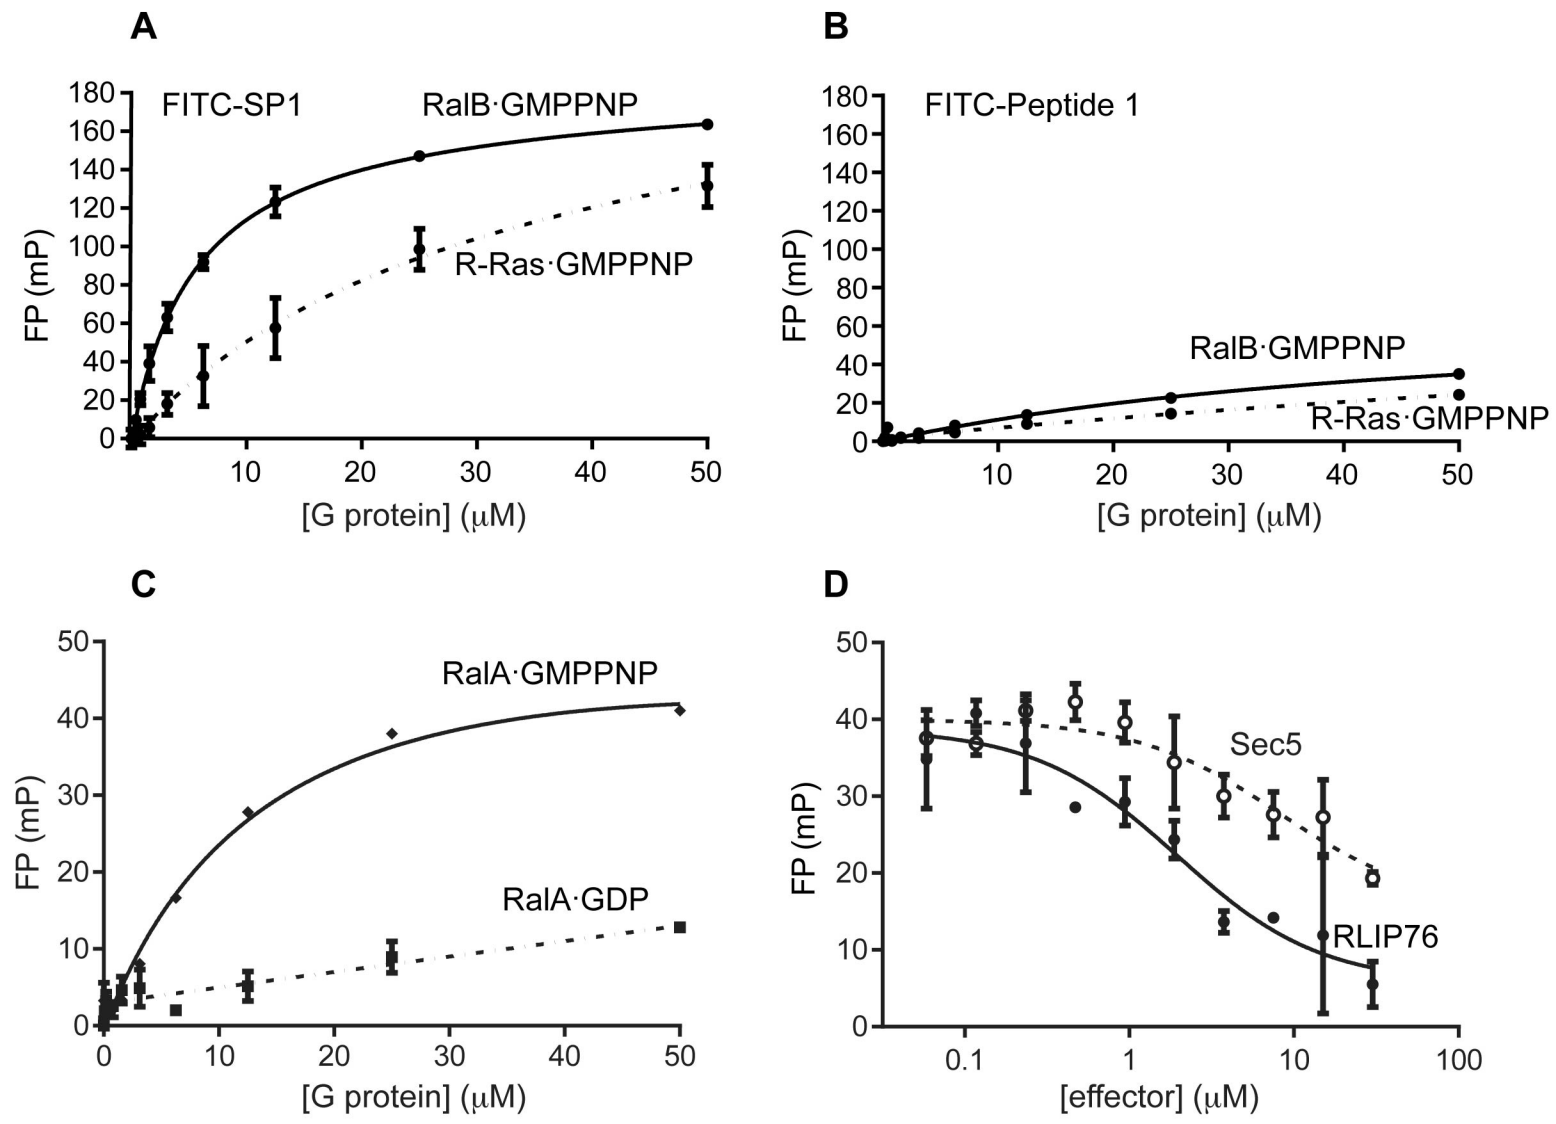 A
FITC-SP1
RalB·GMPPNP
R-Ras·GMPPNP
FP (mP)
180
160
140
120
100
80
60
40
20
0
10 20 30 40 50
[G protein] (μM)
B
FITC-Peptide 1
RalB·GMPPNP
R-Ras·GMPPNP
FP (mP)
180
160
140
120
100
80
60
40
20
0
10 20 30 40 50
[G protein] (μM)
C
RalA·GMPPNP
RalA·GDP
FP (mP)
50
40
30
20
10
0
0 10 20 30 40 50
[G protein] (μM)
D
Sec5
RLIP76
FP (mP)
50
40
30
20
10
0
0.1 1 10 100
[effector] (μM)